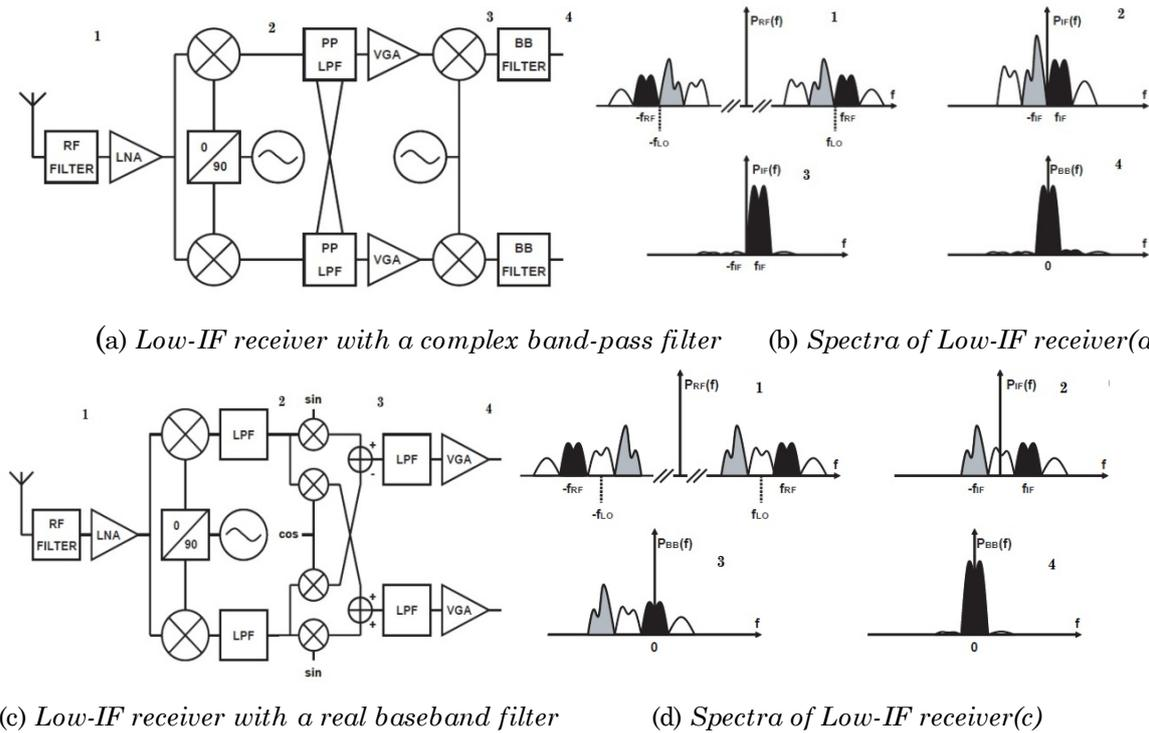 1
2
3
4
RF
FILTER
LNA
0
90
PP
LPF
VGA
BB
FILTER
PP
LPF
VGA
BB
FILTER
PRF(f)
1
-fRF
-fLO
fRF
fLO
f
PIF(f)
2
-fIF
fIF
f
PIF(f)
3
-fIF
fIF
f
PBB(f)
4
0
f
(a) Low-IF receiver with a complex band-pass filter
(b) Spectra of Low-IF receiver(a
1
2
3
4
RF
FILTER
LNA
0
90
LPF
LPF
sin
cos
sin
+
-
+
+
LPF
VGA
LPF
VGA
PRF(f)
1
-fRF
-fLO
fRF
fLO
f
PIF(f)
2
-fIF
fIF
f
PBB(f)
3
0
f
PBB(f)
4
0
f
(c) Low-IF receiver with a real baseband filter
(d) Spectra of Low-IF receiver(c)